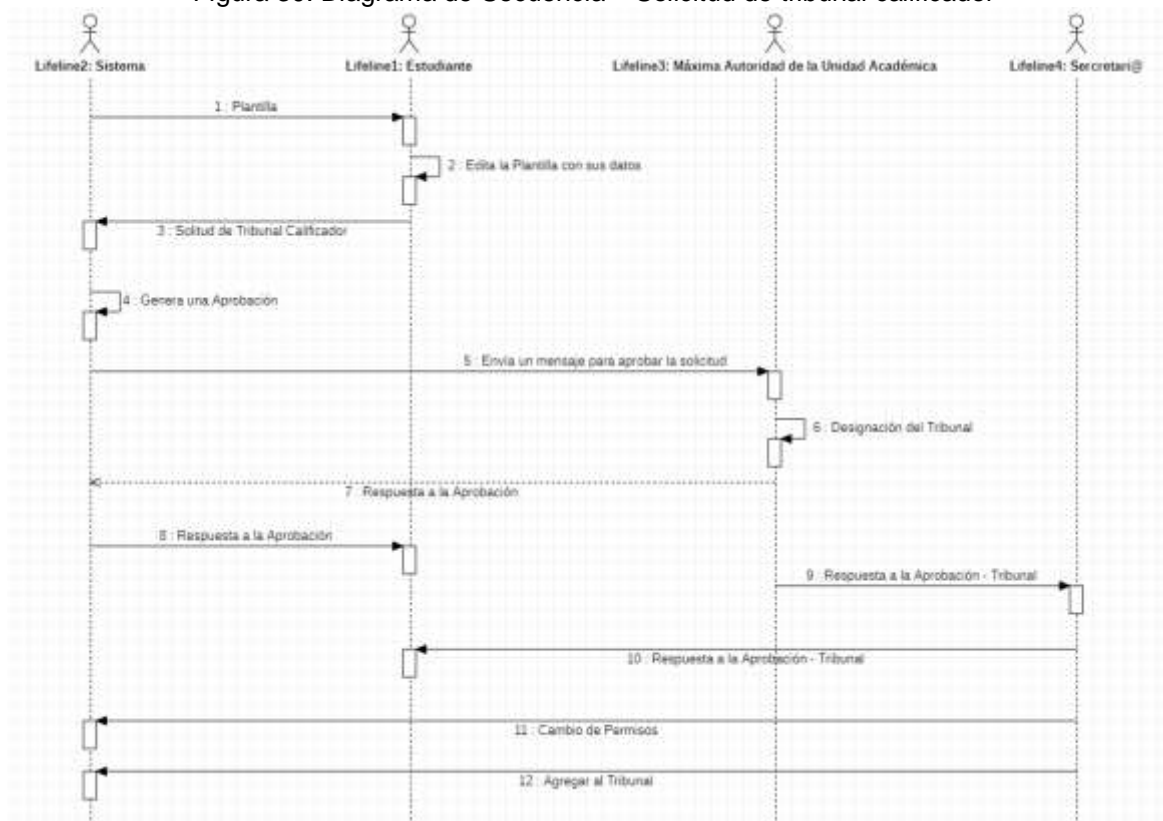 Figura 30. Diagrama de Secuencia – Solicitud de tribunal calificador
Lifeline2: Sistema
Lifeline1: Estudiante
Lifeline3: Máxima Autoridad de la Unidad Académica
Lifeline4: Sercretari@
1 : Plantilla
2 : Edita la Plantilla con sus datos
3 : Solitud de Tribunal Calificador
4 : Genera una Aprobación
5 : Envía un mensaje para aprobar la solicitud
6 : Designación del Tribunal
7 : Respuesta a la Aprobación
8 : Respuesta a la Aprobación
9 : Respuesta a la Aprobación - Tribunal
10 : Respuesta a la Aprobación - Tribunal
11 : Cambio de Permisos
12 : Agregar al Tribunal